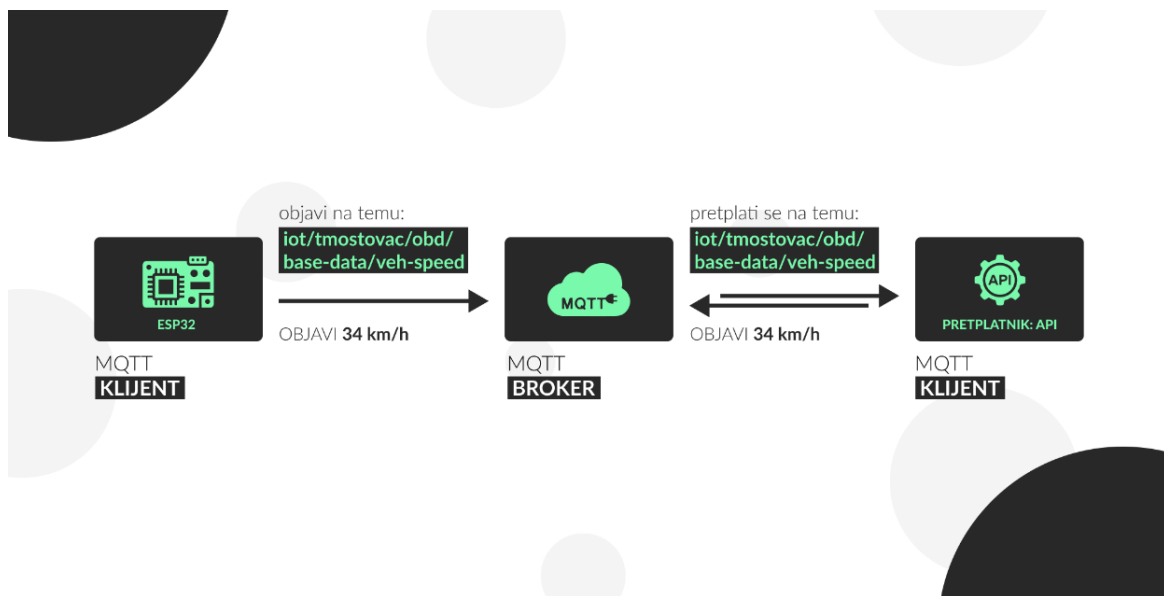 objavi na temu:
iot/tmostovac/obd/
base-data/veh-speed
OBJAVI 34 km/h
ESP32
MQTT
KLIJENT
MQTT
MQTT
BROKER
pretplati se na temu:
iot/tmostovac/obd/
base-data/veh-speed
OBJAVI 34 km/h
API
PRETPLATNIK: API
MQTT
KLIJENT